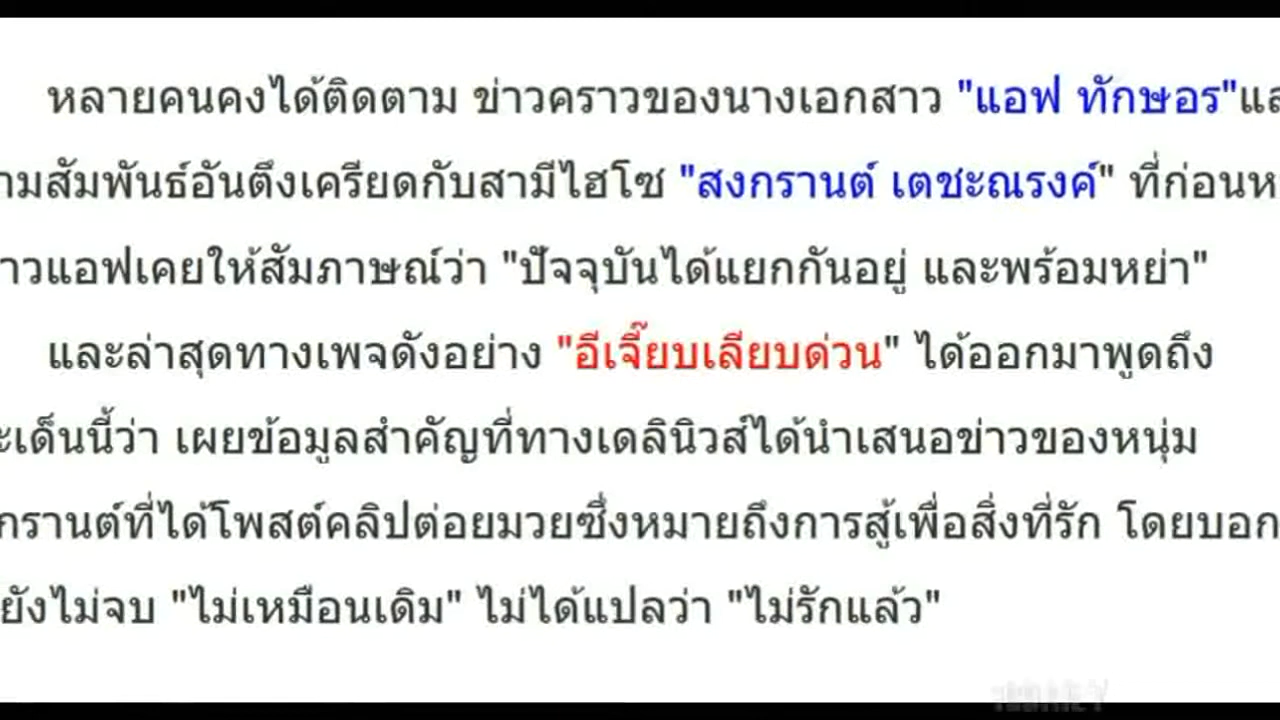 หลายคนคงได้ติดตาม ข่าวคราวของนางเอกสาว "แอฟ ทักษอร"แล
ามสัมพันธ์อันตึงเครียดกับสามีไฮโซ "สงกรานต์ เตชะณรงค์" ที่ก่อนห
าวแอฟเคยให้สัมภาษณ์ว่า "ปัจจุบันได้แยกกันอยู่ และพร้อมหย่า"
และล่าสุดทางเพจดังอย่าง "อีเจี๊ยบเลียบด่วน" ได้ออกมาพูดถึง
ะเด็นนี้ว่า เผยข้อมูลสำคัญที่ทางเดลินิวส์ได้นำเสนอข่าวของหนุ่ม
กรานต์ที่ได้โพสต์คลิปต่อยมวยซึ่งหมายถึงการสู้เพื่อสิ่งที่รัก โดยบอก
ยังไม่จบ "ไม่เหมือนเดิม" ไม่ได้แปลว่า "ไม่รักแล้ว"